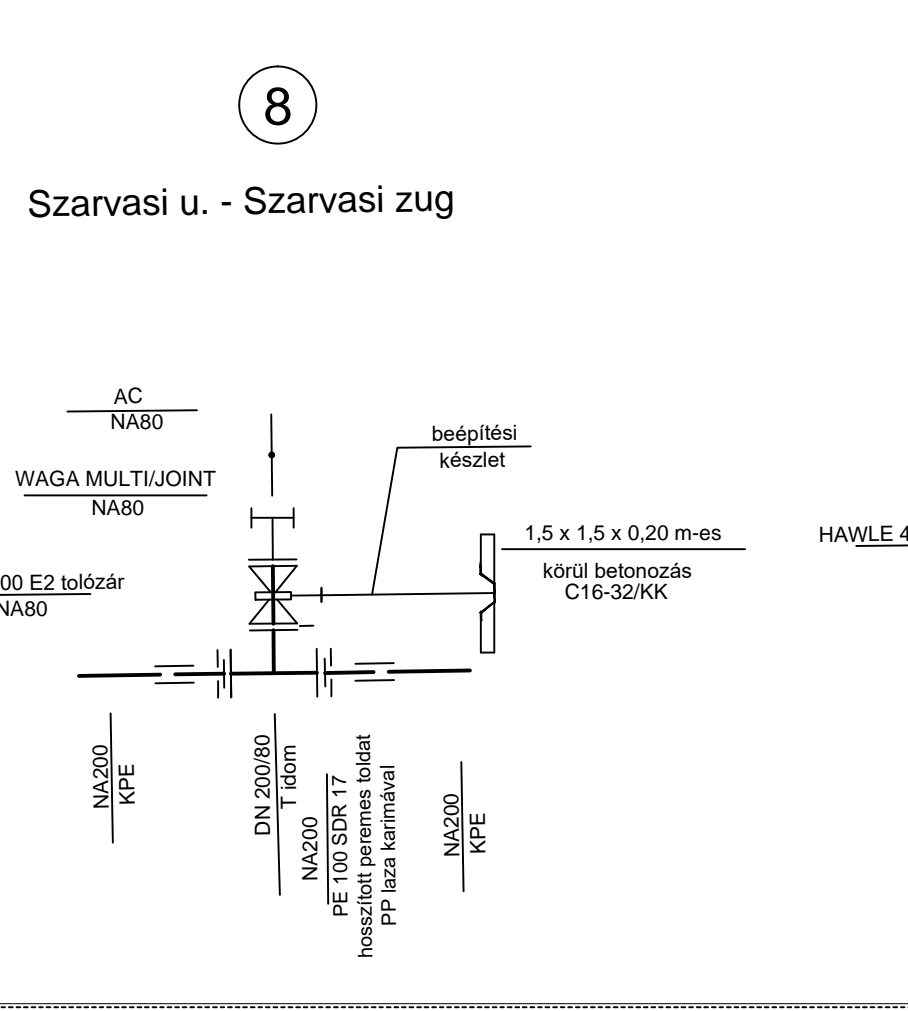 8
Szarvasi u. - Szarvasi zug
AC
NA80
WAGA MULTI/JOINT
NA80
00 E2 tolózár
NA80
beépítési
készlet
1,5 x 1,5 x 0,20 m-es
körül betonozás
C16-32/KK
HAWLE 4
NA200
KPE
DN 200/80
T idom
NA200
PE 100 SDR 17
hosszított peremes toldat
PP laza karimával
NA200
KPE